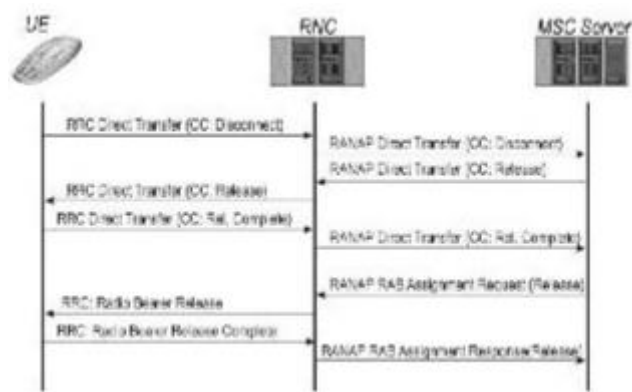 UE
RNC
MSC Server
RRC Direct Transfer (CC: Disconnect)
RANAP Direct Transfer (CC: Disconnect)
RANAP Direct Transfer (CC: Release)
RRC Direct Transfer (CC: Release)
RRC Direct Transfer (CC: Rel. Complete)
RANAP Direct Transfer (CC: Rel. Complete)
RANAP RAB Assignment Request (Release)
RRC: Radio Bearer Release
RRC: Radio Bearer Release Complete
RANAP RAB Assignment Response(Release)